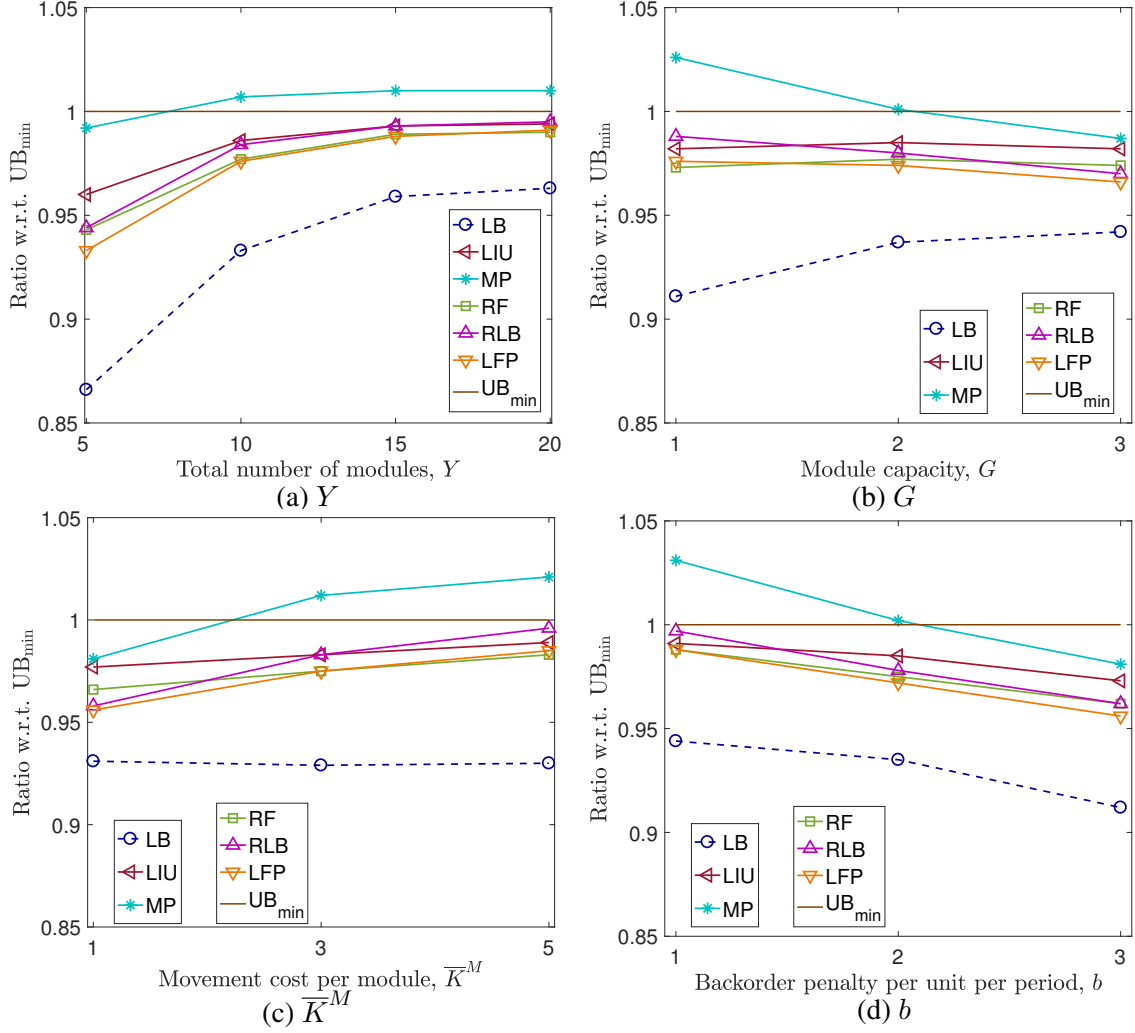 1.05
1
0.95
0.9
0.85
Ratio w.r.t. UB_min
5 10 15 20
Total number of modules, Y
LB
LIU
MP
RF
RLB
LFP
UB_min
(a) Y
1.05
1
0.95
0.9
0.85
Ratio w.r.t. UB_min
1 2 3
Module capacity, G
LB
LIU
MP
RF
RLB
LFP
UB_min
(b) G
1.05
1
0.95
0.9
0.85
Ratio w.r.t. UB_min
1 3 5
Movement cost per module, K̅^M
LB
LIU
MP
RF
RLB
LFP
UB_min
(c) K̅^M
1.05
1
0.95
0.9
0.85
Ratio w.r.t. UB_min
1 2 3
Backorder penalty per unit per period, b
LB
LIU
MP
RF
RLB
LFP
UB_min
(d) b